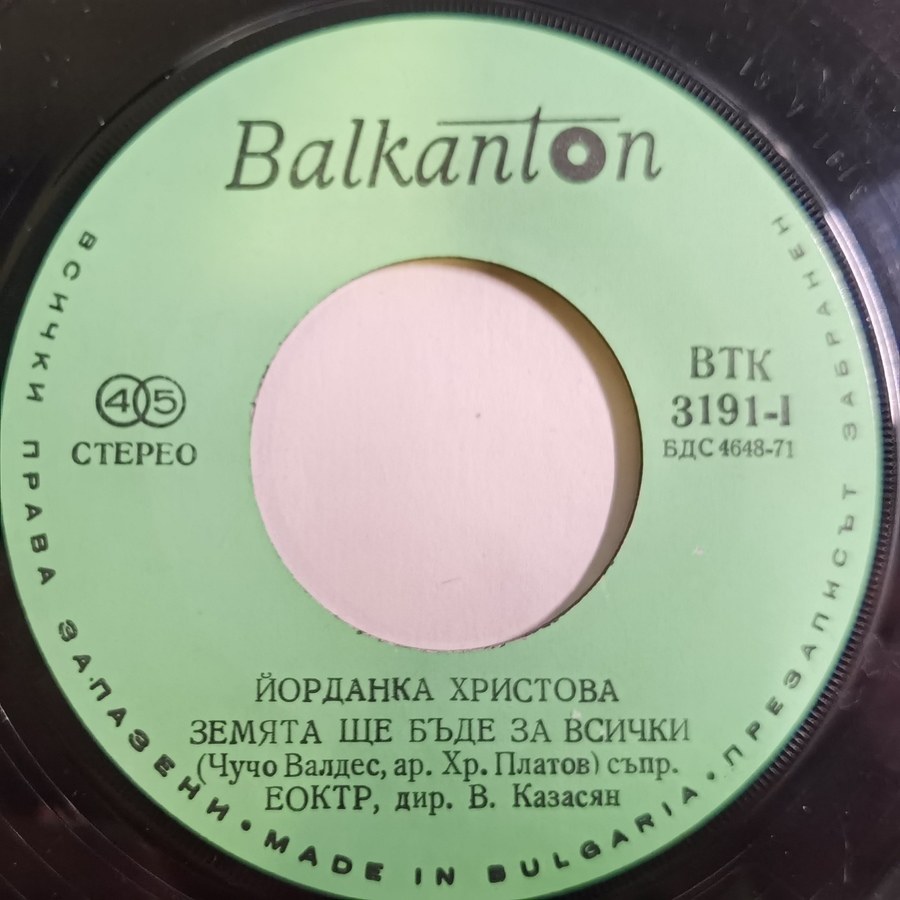 Balkanton
45
СТЕРЕО
ВТК
3191-I
БДС 4648-71
ЙОРДАНКА ХРИСТОВА
ЗЕМЯТА ЩЕ БЪДЕ ЗА ВСИЧКИ
(Чучо Валдес, ар. Хр. Платов) съпр.
ЕОКТР, дир. В. Казасян
ВСИЧКИ ПРАВА ЗАПАЗЕНИ • MADE IN BULGARIA • ПРЕЗАПИСЪТ ЗАБРАНЕН